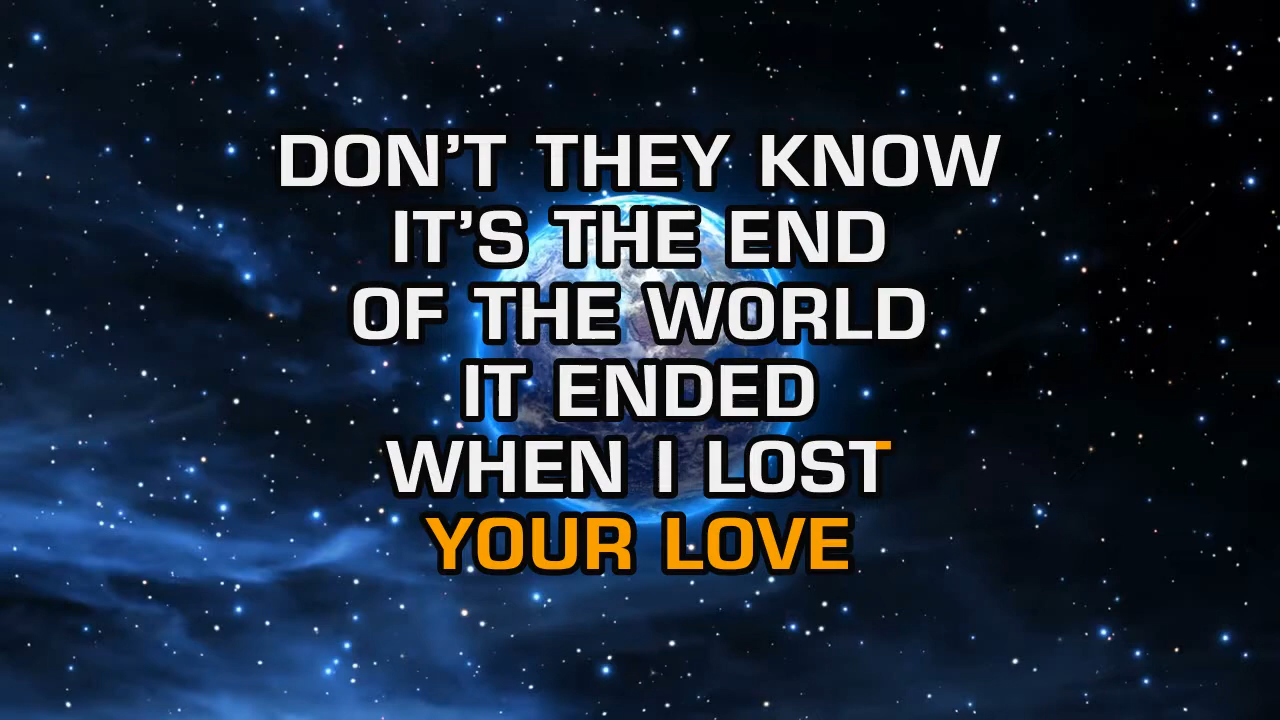 DON’T THEY KNOW
IT’S THE END
OF THE WORLD
IT ENDED
WHEN I LOST
YOUR LOVE